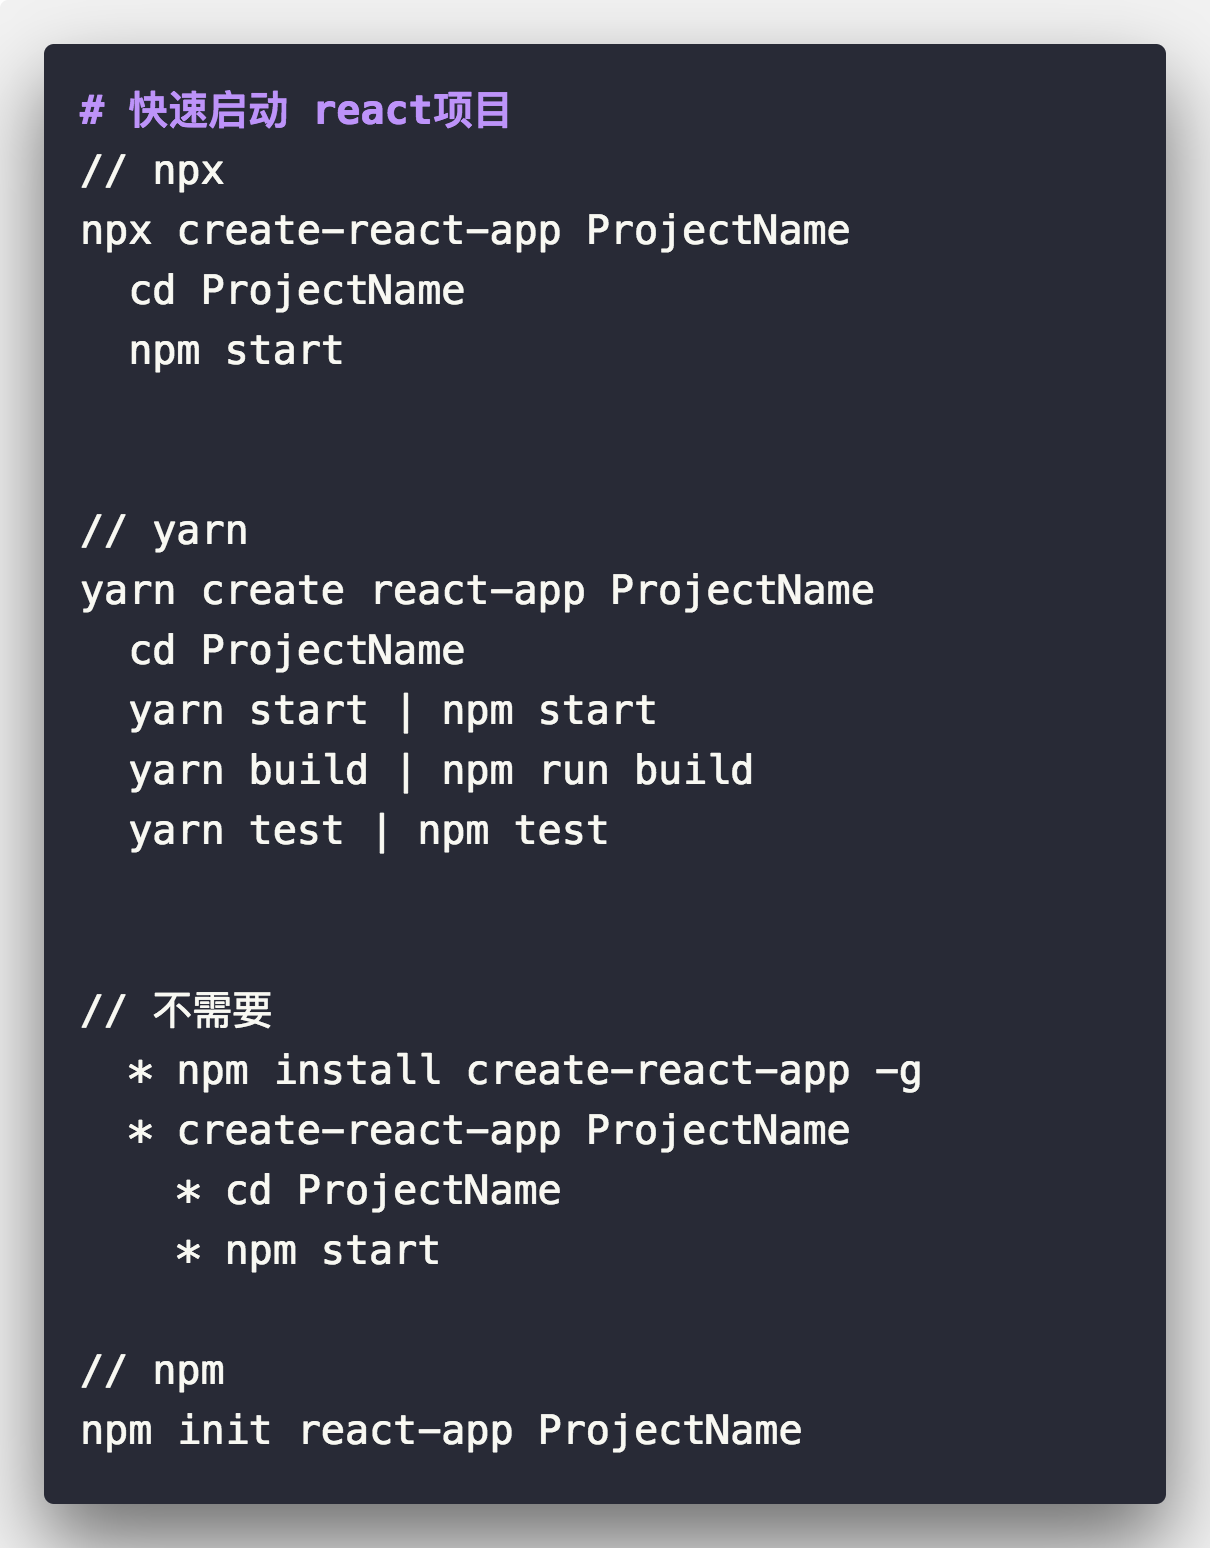 # 快速启动 react项目
// npx
npx create-react-app ProjectName
  cd ProjectName
  npm start
// yarn
yarn create react-app ProjectName
  cd ProjectName
  yarn start | npm start
  yarn build | npm run build
  yarn test | npm test
// 不需要
  * npm install create-react-app -g
  * create-react-app ProjectName
    * cd ProjectName
    * npm start
// npm
npm init react-app ProjectName